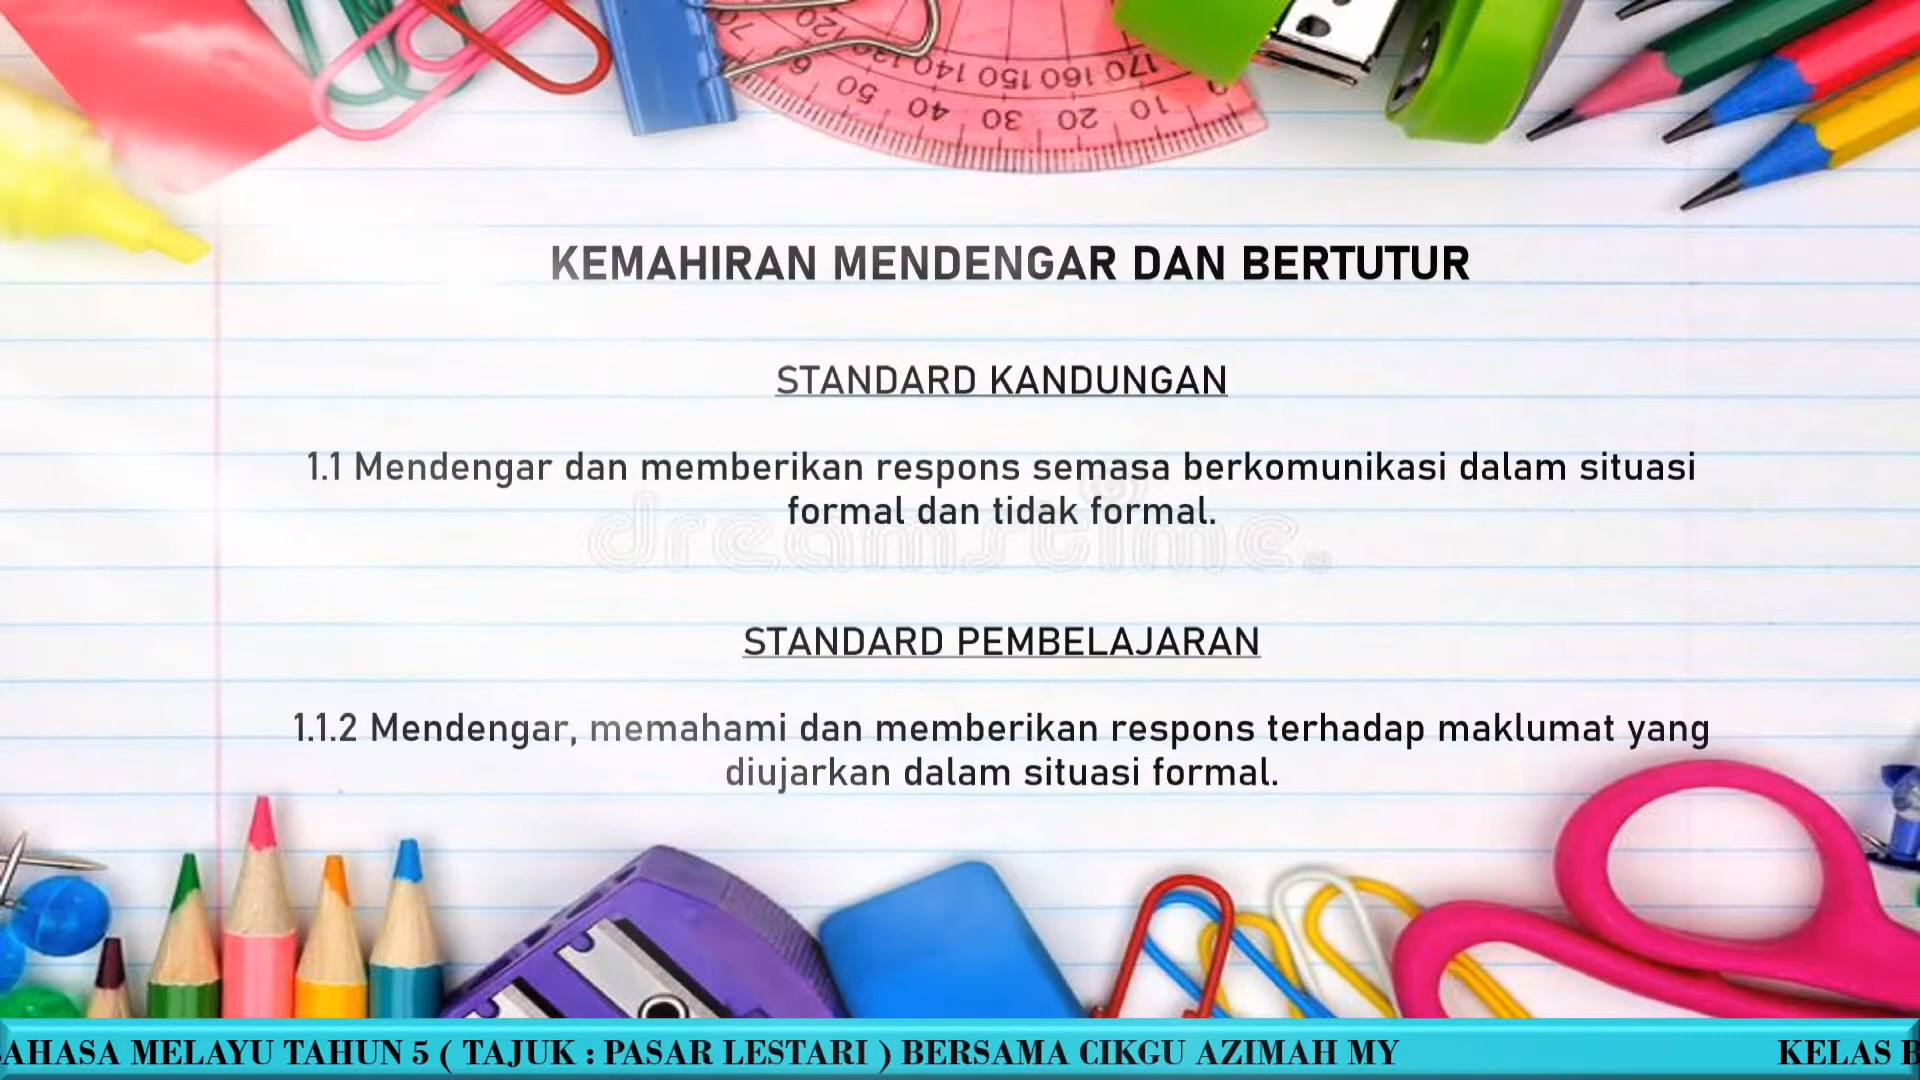 KEMAHIRAN MENDENGAR DAN BERTUTUR
STANDARD KANDUNGAN
1.1 Mendengar dan memberikan respons semasa berkomunikasi dalam situasi
formal dan tidak formal.
dreamstime.
STANDARD PEMBELAJARAN
1.1.2 Mendengar, memahami dan memberikan respons terhadap maklumat yang
diujarkan dalam situasi formal.
AHASA MELAYU TAHUN 5 ( TAJUK : PASAR LESTARI ) BERSAMA CIKGU AZIMAH MY KELAS B